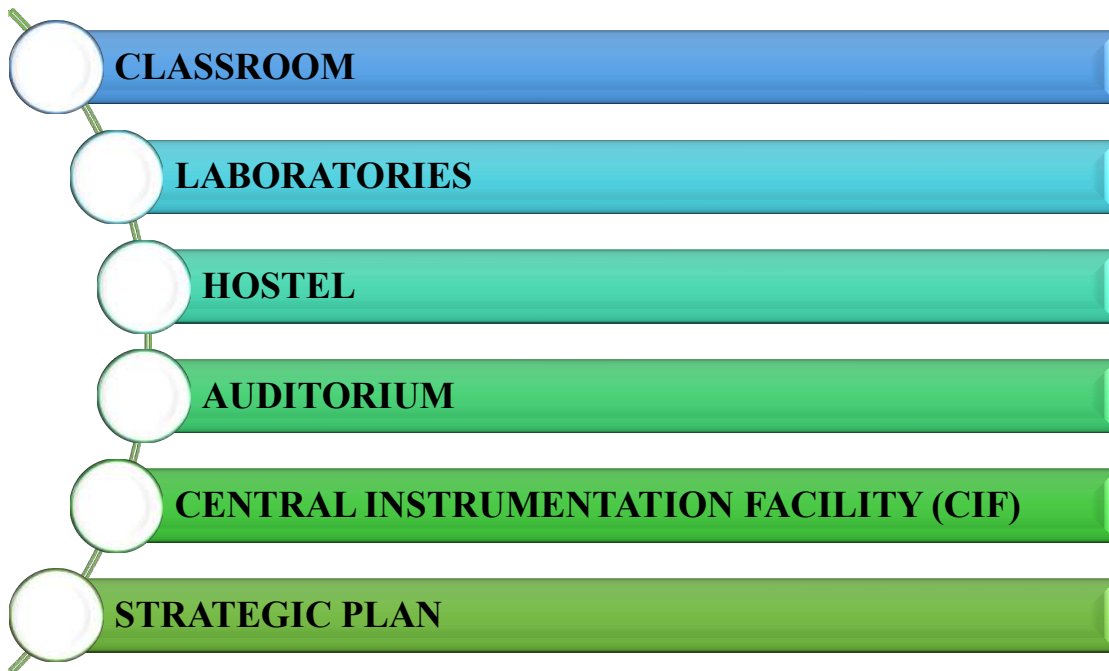 CLASSROOM
LABORATORIES
HOSTEL
AUDITORIUM
CENTRAL INSTRUMENTATION FACILITY (CIF)
STRATEGIC PLAN